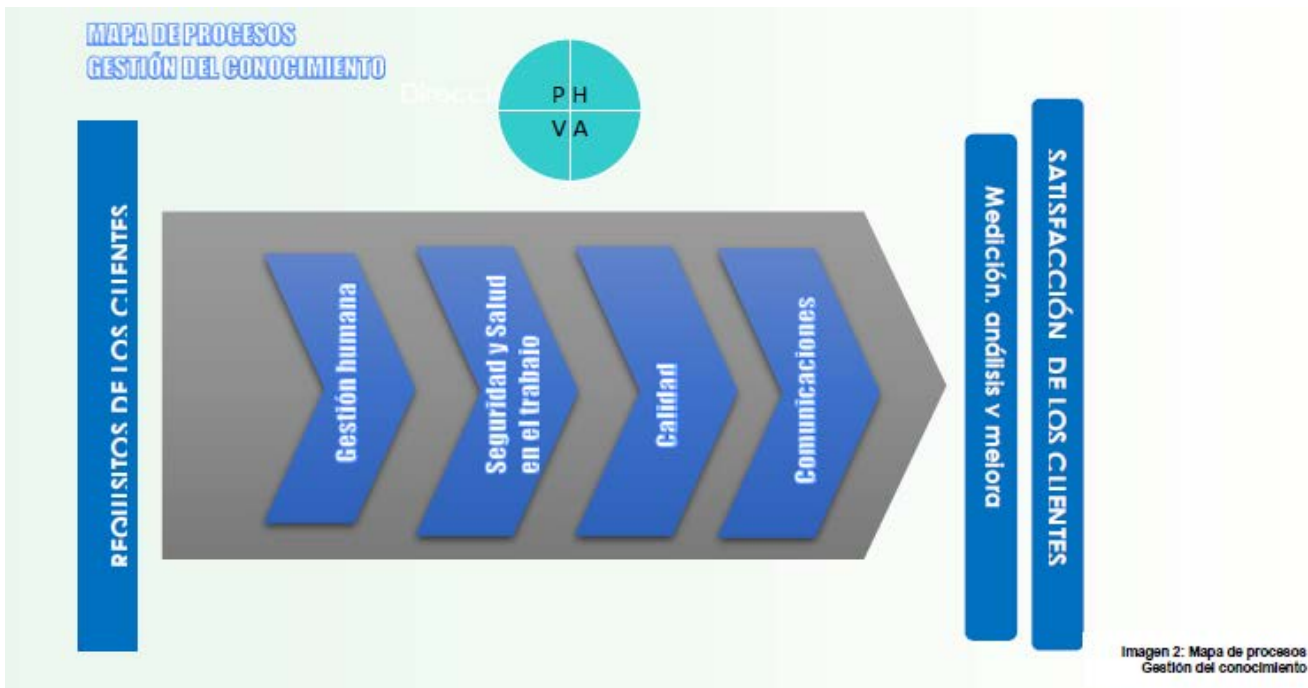 MAPA DE PROCESOS
GESTIÓN DEL CONOCIMIENTO
P H
V A
REQUISITOS DE LOS CLIENTES
Gestión humana
Seguridad y Salud
en el trabajo
Calidad
Comunicaciones
Medición. análisis y mejora
SATISFACCIÓN DE LOS CLIENTES
Imagen 2: Mapa de procesos
Gestión del conocimiento